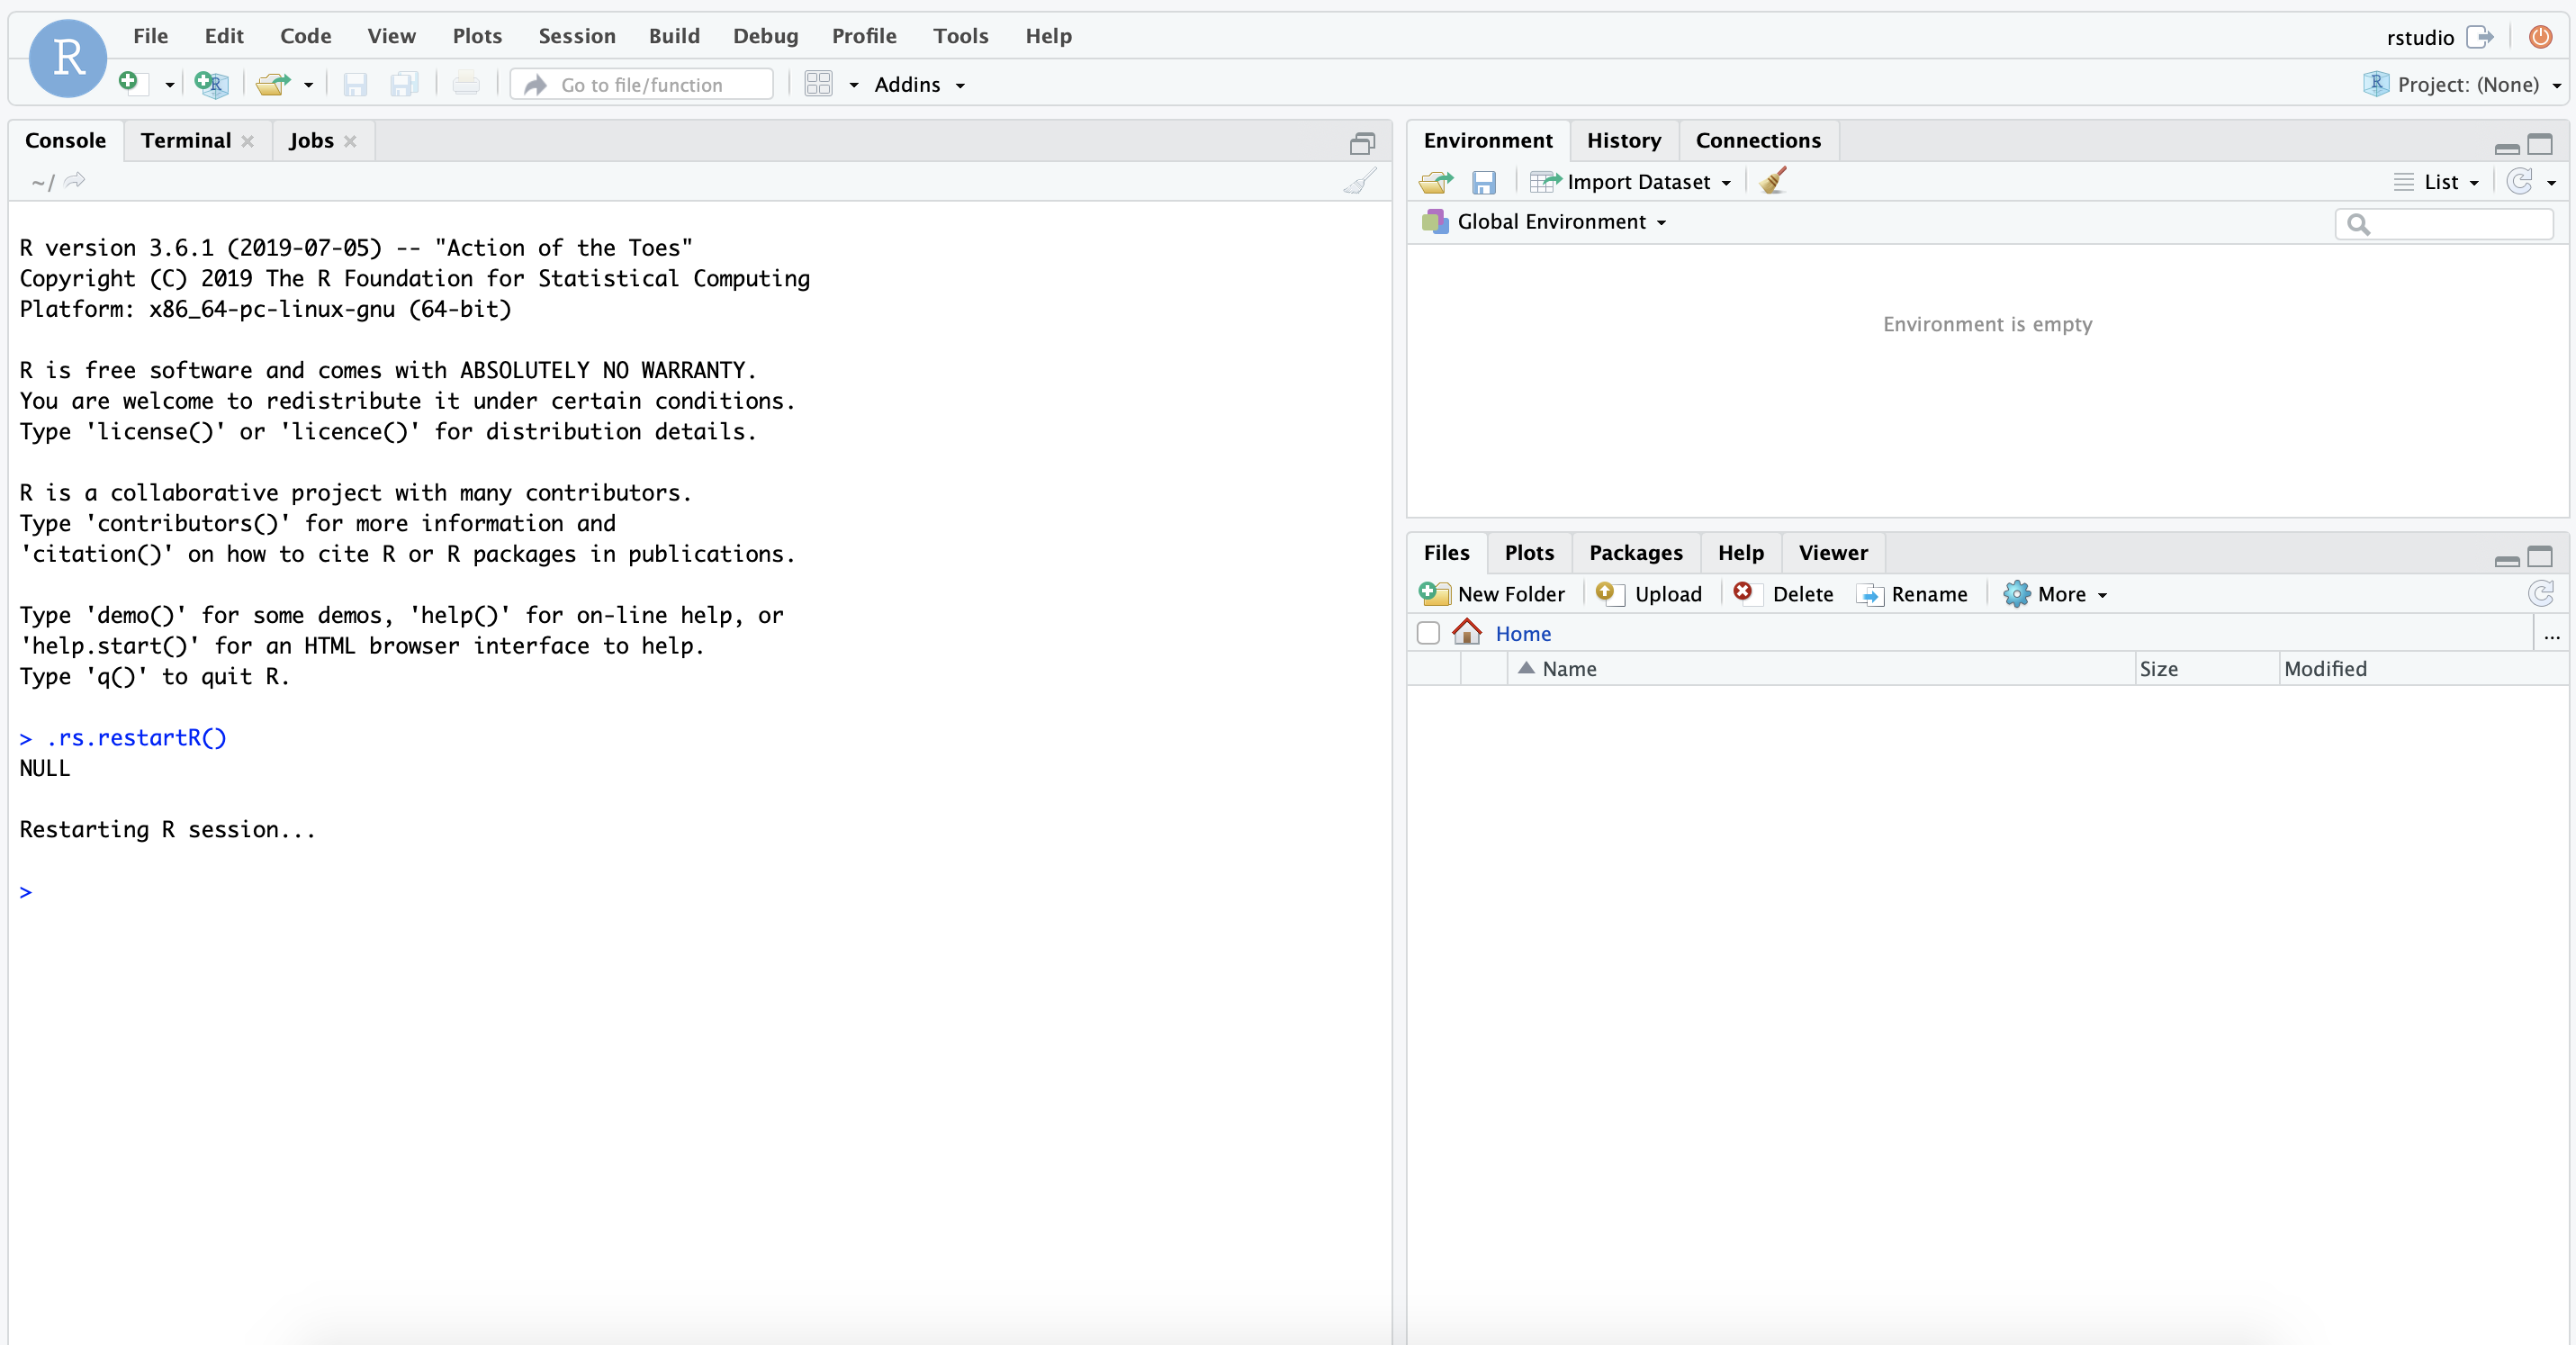 R
File Edit Code View Plots Session Build Debug Profile Tools Help
rstudio
R
Go to file/function
Addins
R
Project: (None)
Console Terminal Jobs
~/
R version 3.6.1 (2019-07-05) -- "Action of the Toes"
Copyright (C) 2019 The R Foundation for Statistical Computing
Platform: x86_64-pc-linux-gnu (64-bit)
R is free software and comes with ABSOLUTELY NO WARRANTY.
You are welcome to redistribute it under certain conditions.
Type 'license()' or 'licence()' for distribution details.
R is a collaborative project with many contributors.
Type 'contributors()' for more information and
'citation()' on how to cite R or R packages in publications.
Type 'demo()' for some demos, 'help()' for on-line help, or
'help.start()' for an HTML browser interface to help.
Type 'q()' to quit R.
> .rs.restartR()
NULL
Restarting R session...
>
Environment History Connections
Import Dataset
List
Global Environment
Environment is empty
Files Plots Packages Help Viewer
New Folder Upload Delete Rename More
Home
...
Name Size Modified